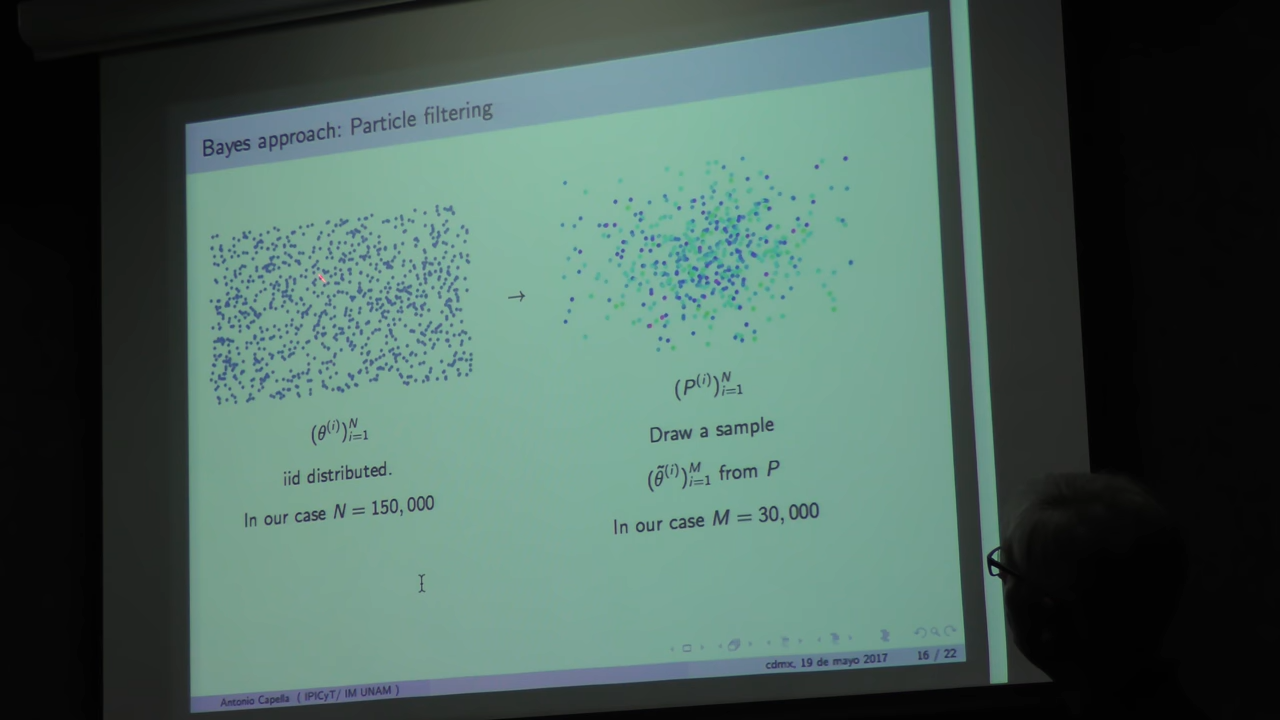 Bayes approach: Particle filtering
→
(θ^(i))_{i=1}^N
iid distributed.
In our case N = 150,000
(P^(i))_{i=1}^N
Draw a sample
(θ̃^(i))_{i=1}^M from P
In our case M = 30,000
cdmx, 19 de mayo 2017
16 / 22
Antonio Capella ( IPICyT/ IM UNAM )